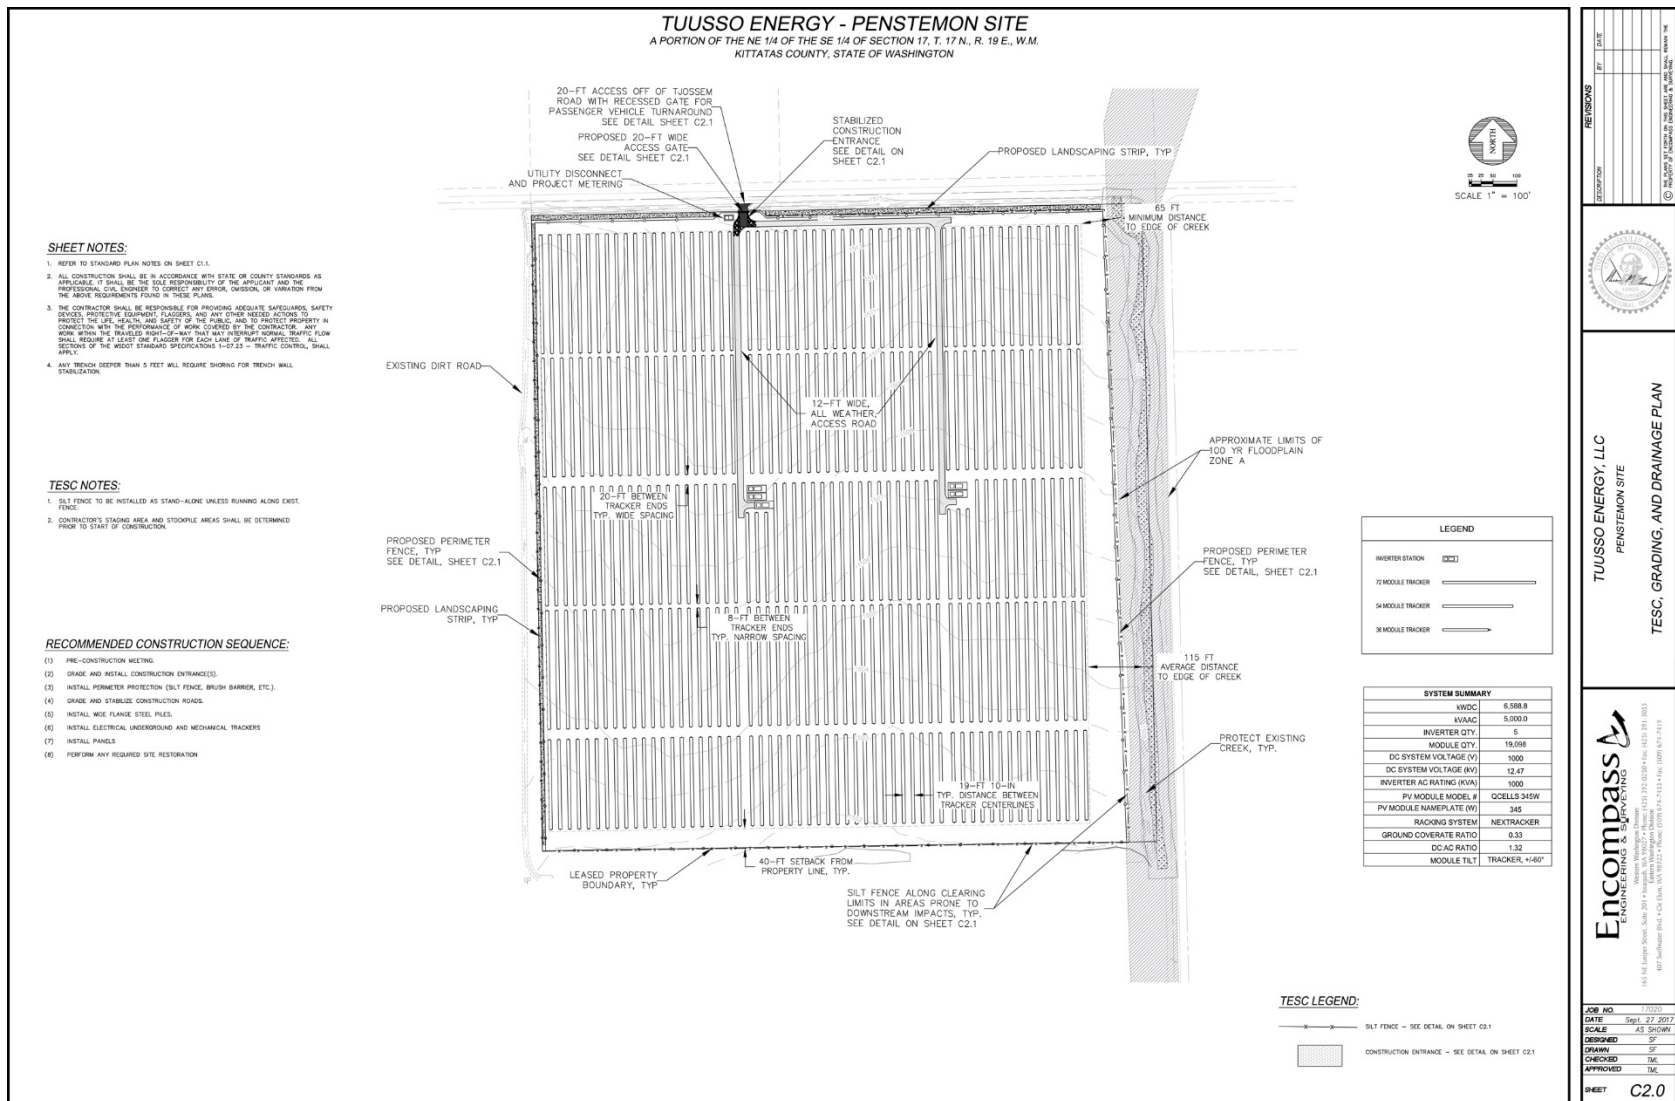 TUUSSO ENERGY - PENSTEMON SITE
A PORTION OF THE NE 1/4 OF THE SE 1/4 OF SECTION 17, T. 17 N., R. 19 E., W.M.
KITTATAS COUNTY, STATE OF WASHINGTON
20-FT ACCESS OFF OF TJOSSEM
ROAD WITH RECESSED GATE FOR
PASSENGER VEHICLE TURNAROUND
SEE DETAIL SHEET C2.1
PROPOSED 20-FT WIDE
ACCESS GATE
SEE DETAIL SHEET C2.1
UTILITY DISCONNECT
AND PROJECT METERING
STABILIZED
CONSTRUCTION
ENTRANCE
SEE DETAIL ON
SHEET C2.1
PROPOSED LANDSCAPING STRIP, TYP
NORTH
SCALE 1" = 100'
65 FT
MINIMUM DISTANCE
TO EDGE OF CREEK
SHEET NOTES:
1. REFER TO STANDARD PLAN NOTES ON SHEET C1.1.
2. ALL CONSTRUCTION SHALL BE IN ACCORDANCE WITH STATE OR COUNTY STANDARDS AS
APPLICABLE. IT SHALL BE THE SOLE RESPONSIBILITY OF THE APPLICANT AND THE
PROFESSIONAL CIVIL ENGINEER TO CORRECT ANY ERROR, OMISSION, OR VARIATION FROM
THE ABOVE REQUIREMENTS FOUND IN THESE PLANS.
3. THE CONTRACTOR SHALL BE RESPONSIBLE FOR PROVIDING ADEQUATE SAFEGUARDS, SAFETY
DEVICES, PROTECTIVE EQUIPMENT, FLAGGERS, AND ANY OTHER NEEDED ACTIONS TO
PROTECT THE LIFE, HEALTH, AND SAFETY OF THE PUBLIC, AND TO PROTECT PROPERTY IN
CONNECTION WITH THE PERFORMANCE OF WORK COVERED BY THE CONTRACTOR. ANY
WORK WITHIN THE TRAVELED RIGHT-OF-WAY THAT MAY INTERRUPT NORMAL TRAFFIC FLOW
SHALL REQUIRE AT LEAST ONE FLAGGER FOR EACH LANE OF TRAFFIC AFFECTED. ALL
SECTIONS OF THE WSDOT STANDARD SPECIFICATIONS 1-07.23 - TRAFFIC CONTROL, SHALL
APPLY.
4. ANY TRENCH DEEPER THAN 5 FEET WILL REQUIRE SHORING FOR TRENCH WALL
STABILIZATION.
EXISTING DIRT ROAD
12-FT WIDE,
ALL WEATHER,
ACCESS ROAD
APPROXIMATE LIMITS OF
100 YR FLOODPLAIN
ZONE A
TESC NOTES:
1. SILT FENCE TO BE INSTALLED AS STAND-ALONE UNLESS RUNNING ALONG EXIST.
FENCE.
2. CONTRACTOR'S STAGING AREA AND STOCKPILE AREAS SHALL BE DETERMINED
PRIOR TO START OF CONSTRUCTION.
20-FT BETWEEN
TRACKER ENDS
TYP. WIDE SPACING
PROPOSED PERIMETER
FENCE, TYP
SEE DETAIL, SHEET C2.1
PROPOSED LANDSCAPING
STRIP, TYP
8-FT BETWEEN
TRACKER ENDS
TYP. NARROW SPACING
PROPOSED PERIMETER
FENCE, TYP
SEE DETAIL, SHEET C2.1
115 FT
AVERAGE DISTANCE
TO EDGE OF CREEK
PROTECT EXISTING
CREEK, TYP.
RECOMMENDED CONSTRUCTION SEQUENCE:
(1) PRE-CONSTRUCTION MEETING.
(2) GRADE AND INSTALL CONSTRUCTION ENTRANCE(S).
(3) INSTALL PERIMETER PROTECTION (SILT FENCE, BRUSH BARRIER, ETC.).
(4) GRADE AND STABILIZE CONSTRUCTION ROADS.
(5) INSTALL WIDE FLANGE STEEL PILES.
(6) INSTALL ELECTRICAL UNDERGROUND AND MECHANICAL TRACKERS
(7) INSTALL PANELS
(8) PERFORM ANY REQUIRED SITE RESTORATION
19-FT 10-IN
TYP. DISTANCE BETWEEN
TRACKER CENTERLINES
40-FT SETBACK FROM
PROPERTY LINE, TYP.
LEASED PROPERTY
BOUNDARY, TYP
SILT FENCE ALONG CLEARING
LIMITS IN AREAS PRONE TO
DOWNSTREAM IMPACTS, TYP.
SEE DETAIL ON SHEET C2.1
LEGEND
INVERTER STATION
72 MODULE TRACKER
54 MODULE TRACKER
36 MODULE TRACKER
SYSTEM SUMMARY
kWDC 6,588.8
kVAAC 5,000.0
INVERTER QTY. 5
MODULE QTY. 19,098
DC SYSTEM VOLTAGE (V) 1000
DC SYSTEM VOLTAGE (kV) 12.47
INVERTER AC RATING (KVA) 1000
PV MODULE MODEL # QCELLS 345W
PV MODULE NAMEPLATE (W) 345
RACKING SYSTEM NEXTRACKER
GROUND COVERATE RATIO 0.33
DC:AC RATIO 1.32
MODULE TILT TRACKER, +/-60°
TESC LEGEND:
SILT FENCE - SEE DETAIL ON SHEET C2.1
CONSTRUCTION ENTRANCE - SEE DETAIL ON SHEET C2.1
REVISIONS
DESCRIPTION BY DATE
TUUSSO ENERGY, LLC
PENSTEMON SITE
TESC, GRADING, AND DRAINAGE PLAN
Encompass
ENGINEERING & SURVEYING
Western Washington Division
Eastern Washington Division
JOB NO. 17020
DATE Sept. 27 2017
SCALE AS SHOWN
DESIGNED SF
DRAWN SF
CHECKED TML
APPROVED TML
SHEET C2.0